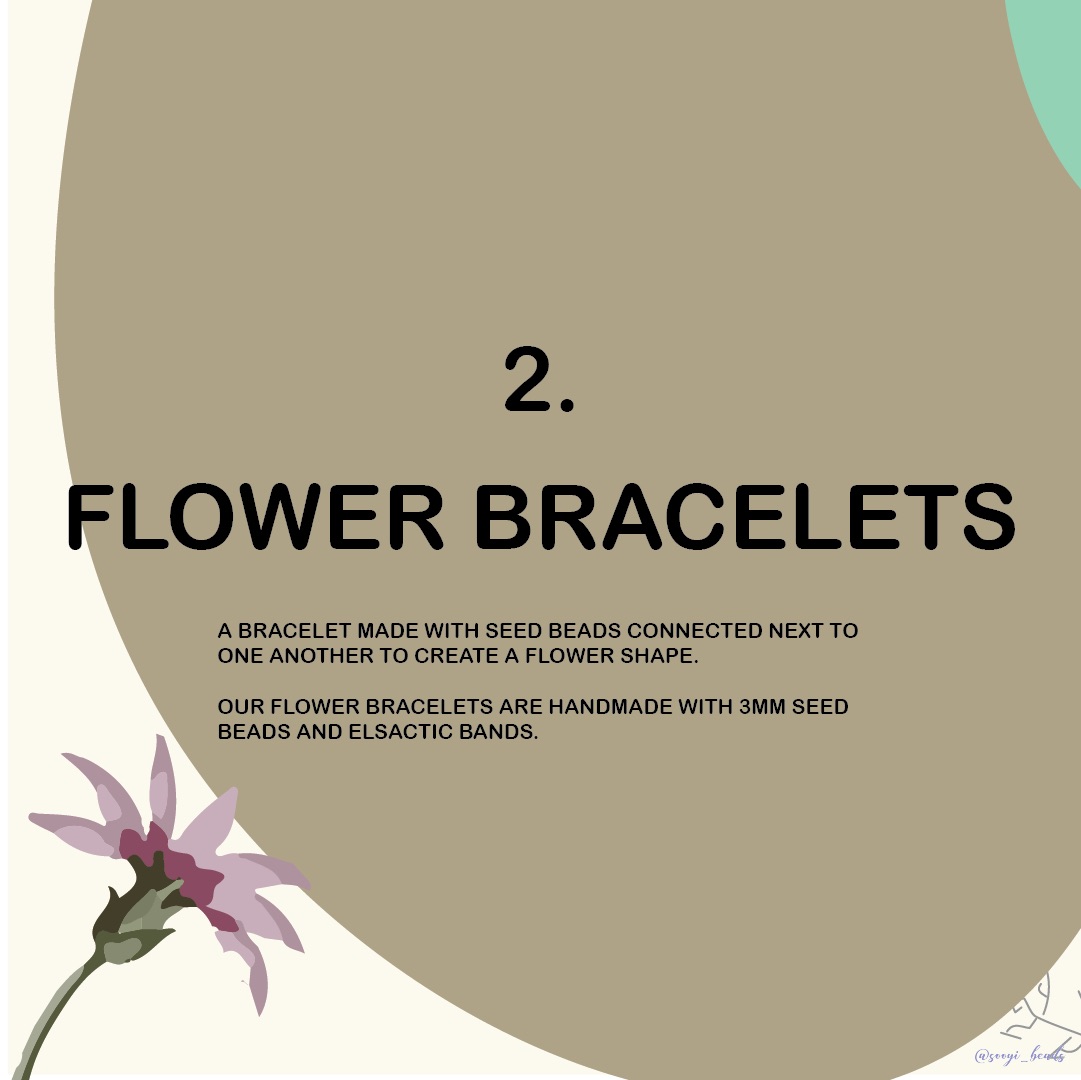 2.
FLOWER BRACELETS
A BRACELET MADE WITH SEED BEADS CONNECTED NEXT TO
ONE ANOTHER TO CREATE A FLOWER SHAPE.
OUR FLOWER BRACELETS ARE HANDMADE WITH 3MM SEED
BEADS AND ELSACTIC BANDS.
@sooyi_beads